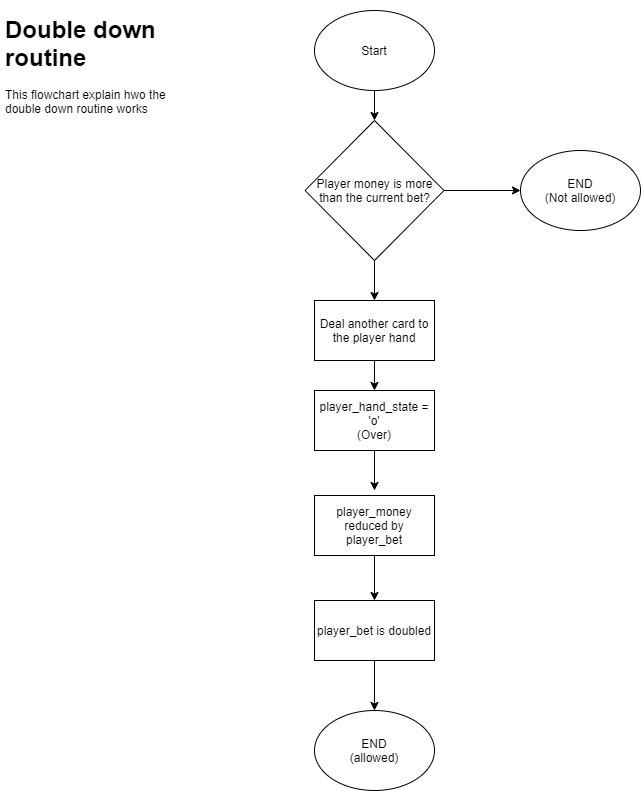 Double down
routine
This flowchart explain hwo the
double down routine works
Start
Player money is more
than the current bet?
END
(Not allowed)
Deal another card to
the player hand
player_hand_state =
'o'
(Over)
player_money
reduced by
player_bet
player_bet is doubled
END
(allowed)